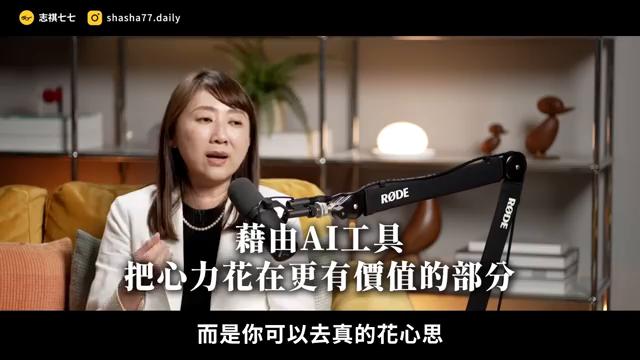 志祺七七
shasha77.daily
RØDE
RØDE
藉由AI工具
把心力花在更有價值的部分
而是你可以去真的花心思